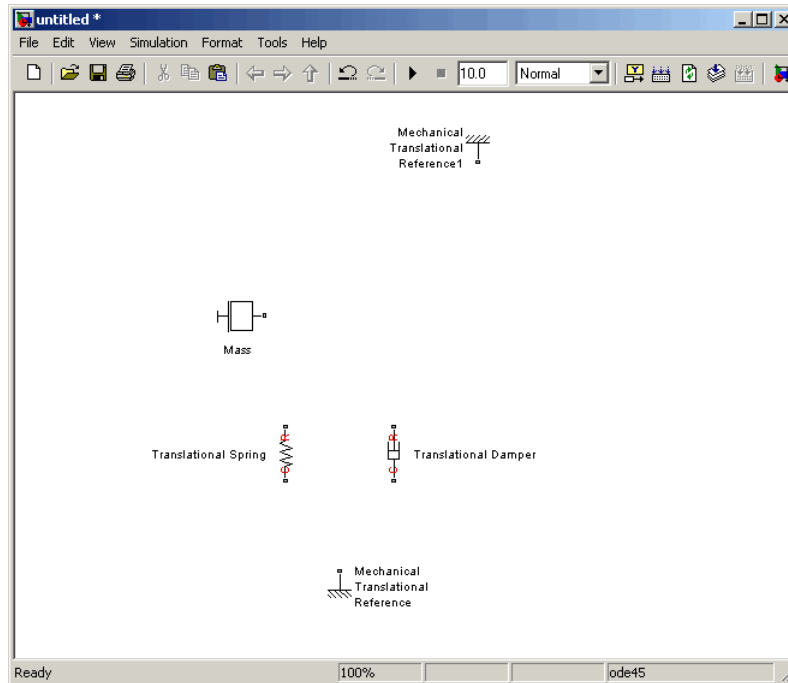 untitled *
File Edit View Simulation Format Tools Help
10.0 Normal
Mechanical
Translational
Reference1
Mass
R R
Translational Spring Translational Damper
C C
Mechanical
Translational
Reference
Ready 100% ode45